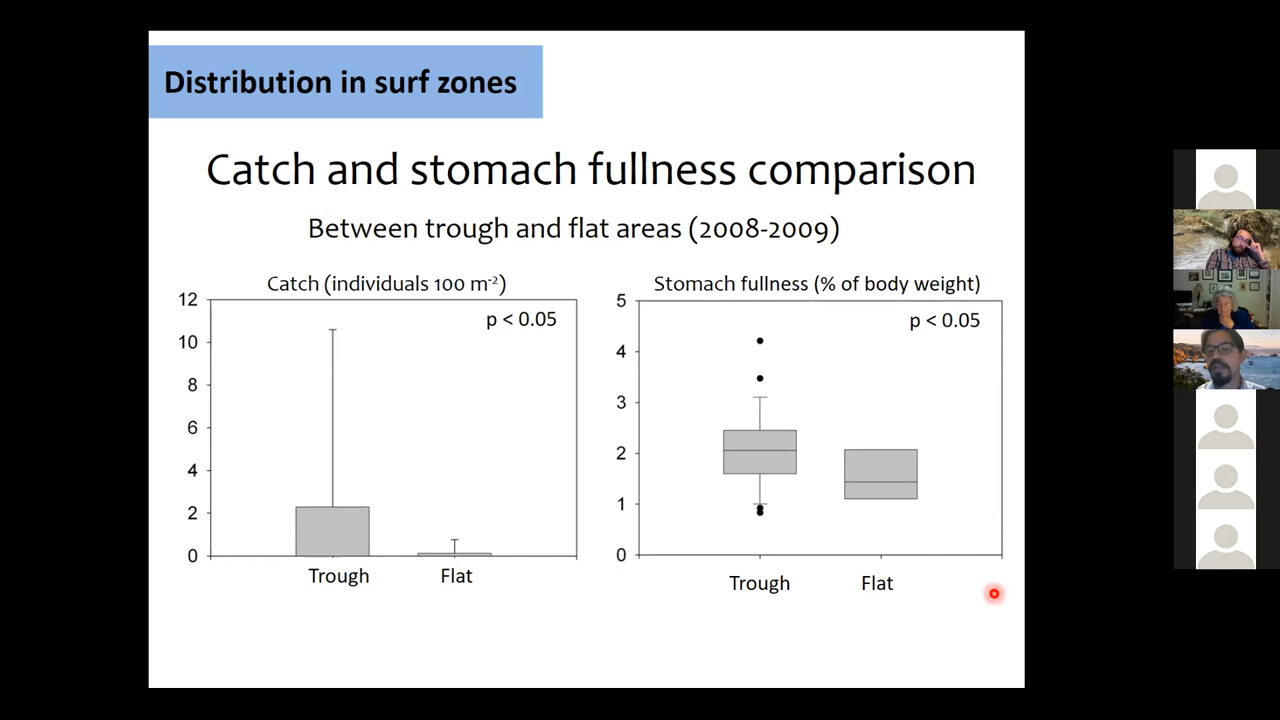 Distribution in surf zones
Catch and stomach fullness comparison
Between trough and flat areas (2008-2009)
Catch (individuals 100 m⁻²)
12
10
8
6
4
2
0
p < 0.05
Trough
Flat
Stomach fullness (% of body weight)
5
4
3
2
1
0
p < 0.05
Trough
Flat